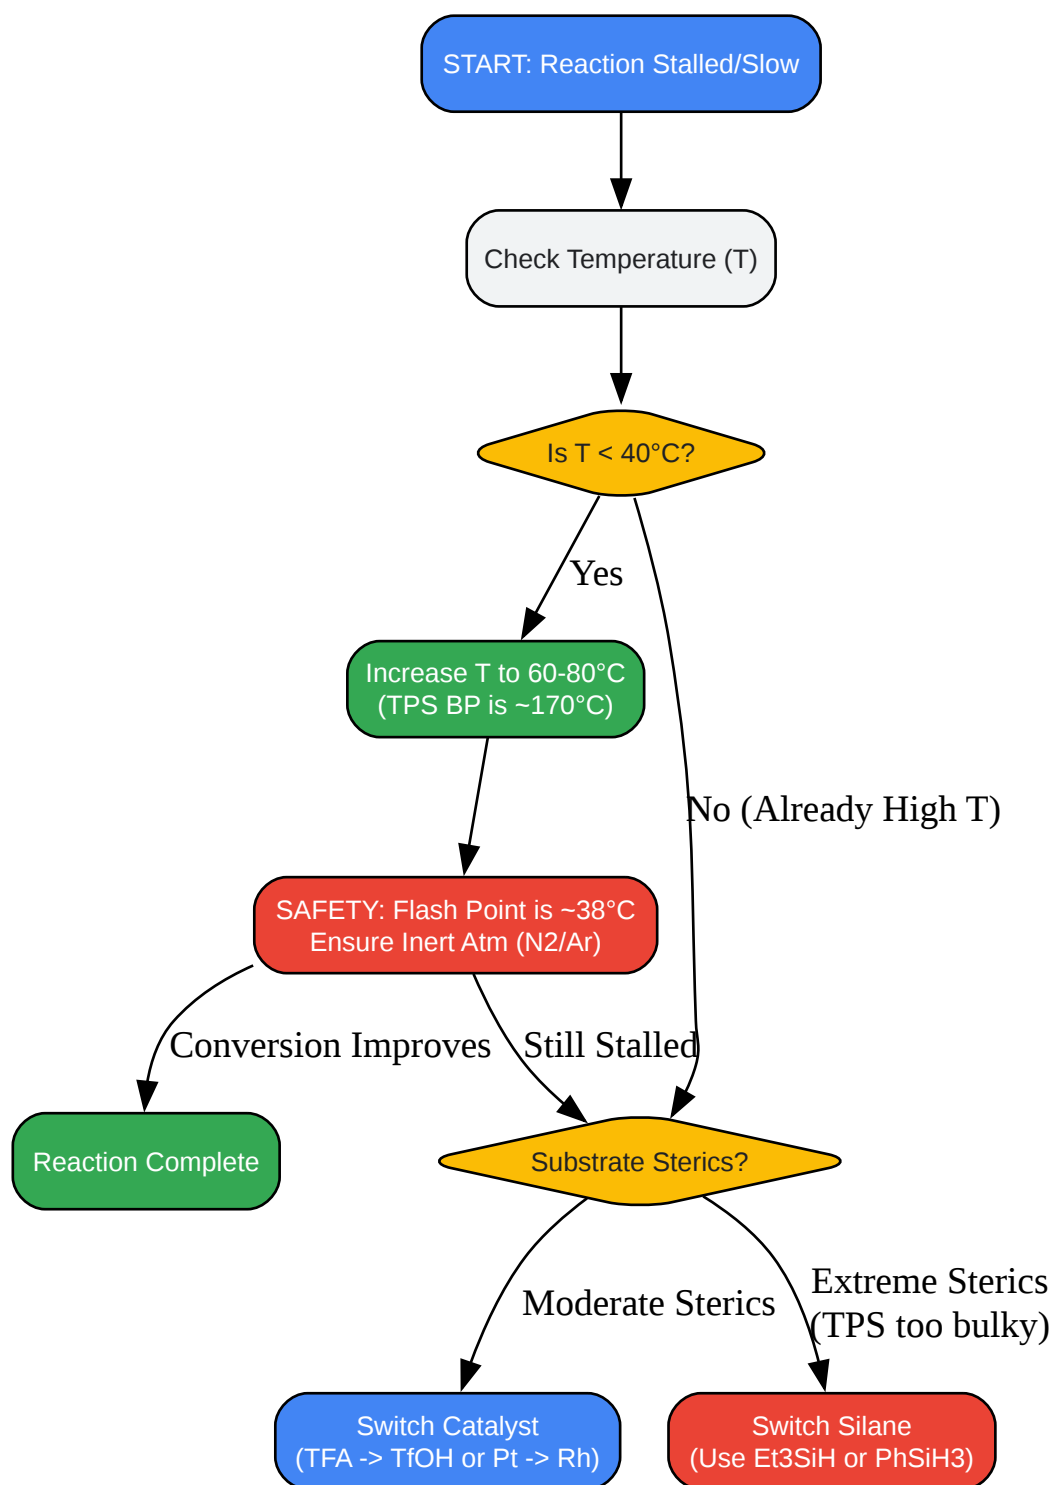 START: Reaction Stalled/Slow
Check Temperature (T)
Is T < 40°C?
Yes
Increase T to 60-80°C
(TPS BP is ~170°C)
No (Already High T)
SAFETY: Flash Point is ~38°C
Ensure Inert Atm (N2/Ar)
Conversion Improves
Still Stalled
Reaction Complete
Substrate Sterics?
Moderate Sterics
Extreme Sterics
(TPS too bulky)
Switch Catalyst
(TFA -> TfOH or Pt -> Rh)
Switch Silane
(Use Et3SiH or PhSiH3)